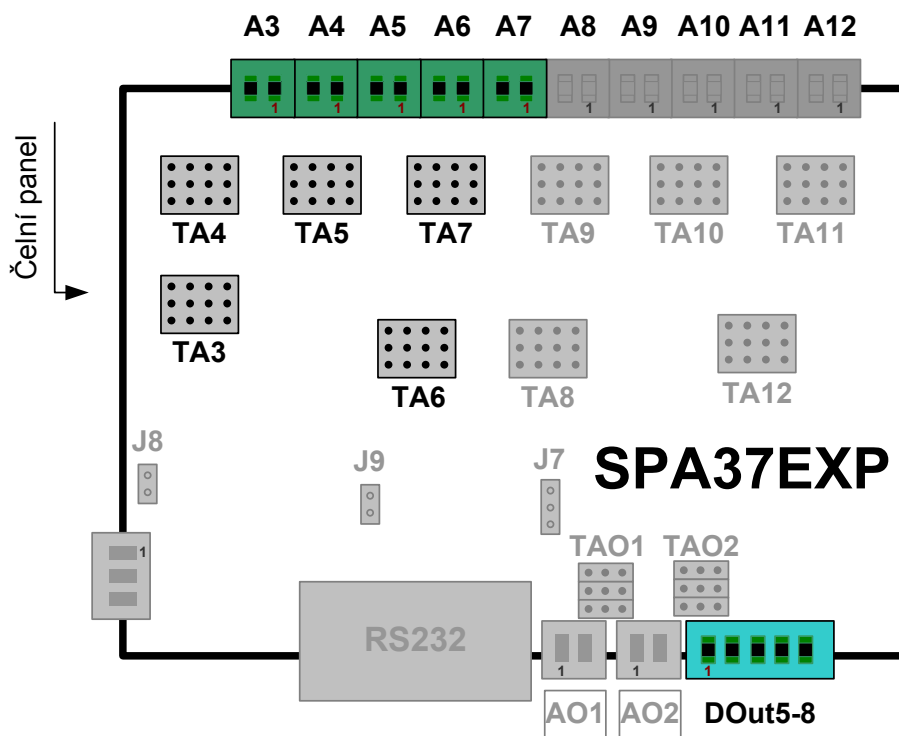 A3 A4 A5 A6 A7 A8 A9 A10 A11 A12
1 1 1 1 1 1 1 1 1 1
Čelní panel
TA4 TA5 TA7 TA9 TA10 TA11
TA3
TA6 TA8 TA12
J8 J9 J7
SPA37EXP
TAO1 TAO2
1
RS232
1 1 1
AO1 AO2 DOut5-8